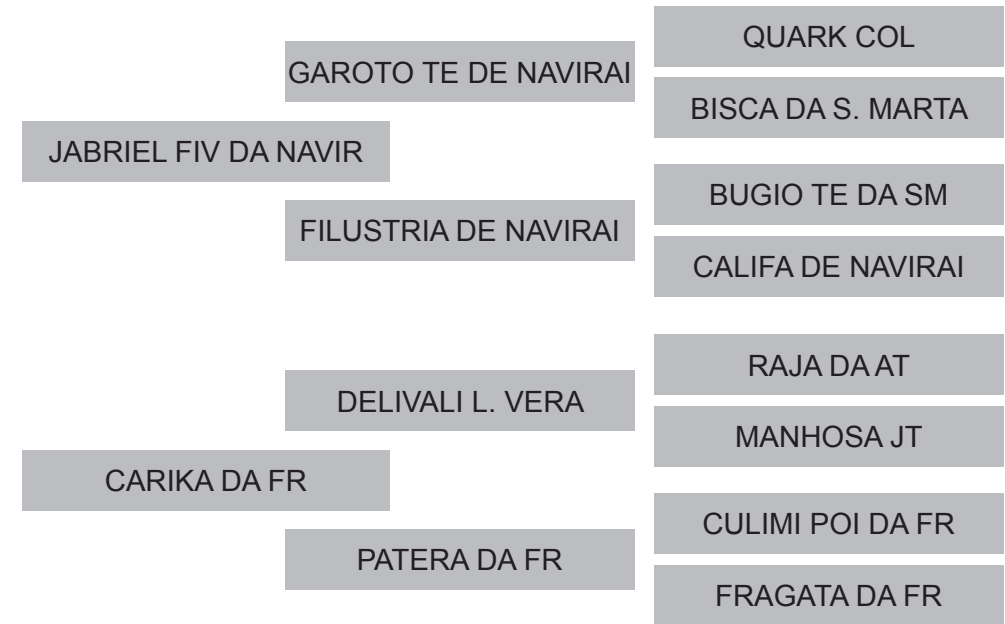 QUARK COL
GAROTO TE DE NAVIRAI
BISCA DA S. MARTA
JABRIEL FIV DA NAVIR
BUGIO TE DA SM
FILUSTRIA DE NAVIRAI
CALIFA DE NAVIRAI
RAJA DA AT
DELIVALI L. VERA
MANHOSA JT
CARIKA DA FR
CULIMI POI DA FR
PATERA DA FR
FRAGATA DA FR